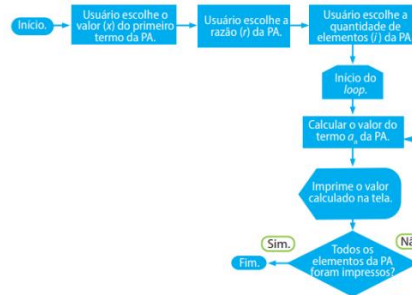 Início.
Usuário escolhe o
valor (x) do primeiro
termo da PA.
Usuário escolhe a
razão (r) da PA.
Usuário escolhe a
quantidade de
elementos (i) da PA
Início do
loop.
Calcular o valor do
termo aₙ da PA.
Imprime o valor
calculado na tela.
Sim.
Todos os
elementos da PA
foram impressos?
Fim.